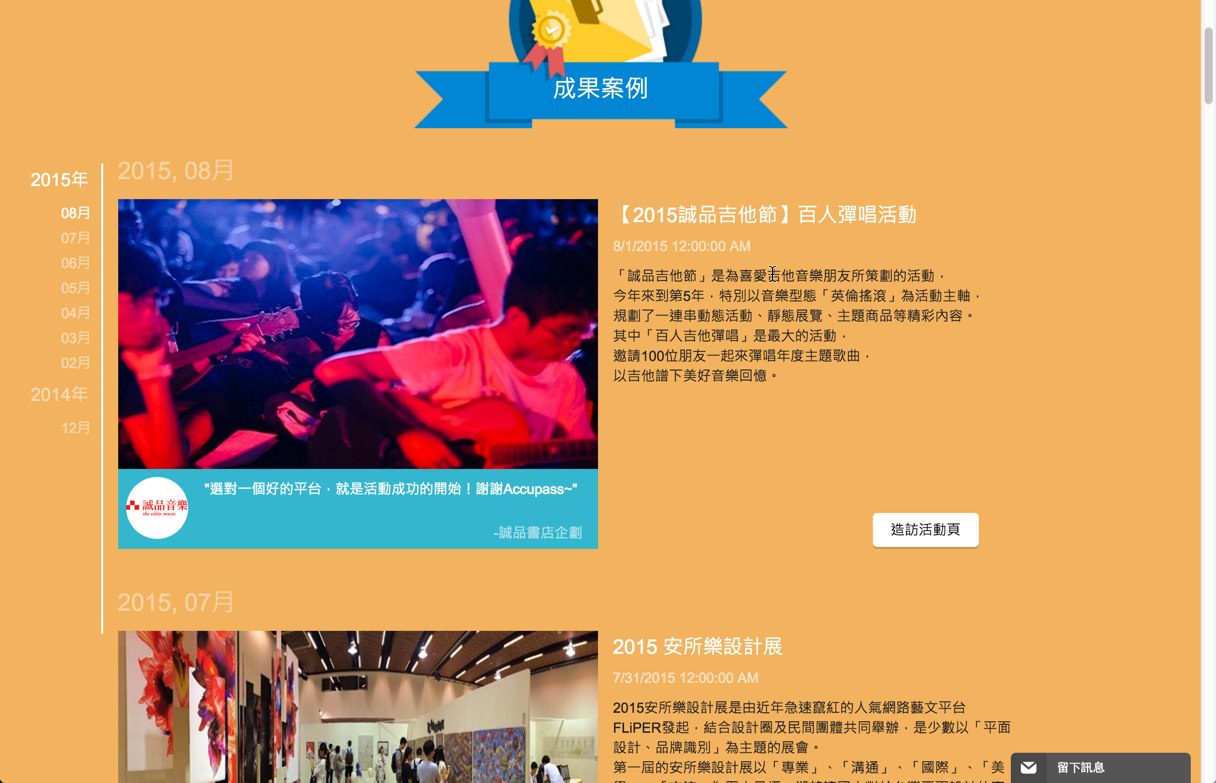 成果案例
2015年
08月
07月
06月
05月
04月
03月
02月
2014年
12月
2015, 08月
【2015誠品吉他節】百人彈唱活動
8/1/2015 12:00:00 AM
「誠品吉他節」是為喜愛吉他音樂朋友所策劃的活動，
今年來到第5年，特別以音樂型態「英倫搖滾」為活動主軸，
規劃了一連串動態活動、靜態展覽、主題商品等精彩內容。
其中「百人吉他彈唱」是最大的活動，
邀請100位朋友一起來彈唱年度主題歌曲，
以吉他譜下美好音樂回憶。
誠品音樂
the eslite music
"選對一個好的平台，就是活動成功的開始！謝謝Accupass~"
-誠品書店企劃
造訪活動頁
2015, 07月
2015 安所樂設計展
7/31/2015 12:00:00 AM
2015安所樂設計展是由近年急速竄紅的人氣網路藝文平台
FLiPER發起，結合設計圈及民間團體共同舉辦，是少數以「平面
設計、品牌識別」為主題的展會。
第一屆的安所樂設計展以「專業」、「溝通」、「國際」、「美
留下訊息